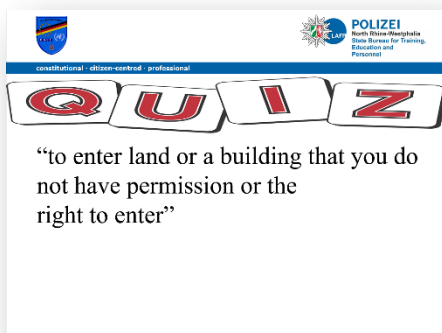 LAFP
POLIZEI
North Rhine-Westphalia
State Bureau for Training,
Education and
Personnel
constitutional · citizen-centred · professional
QUIZ
“to enter land or a building that you do
not have permission or the
right to enter”